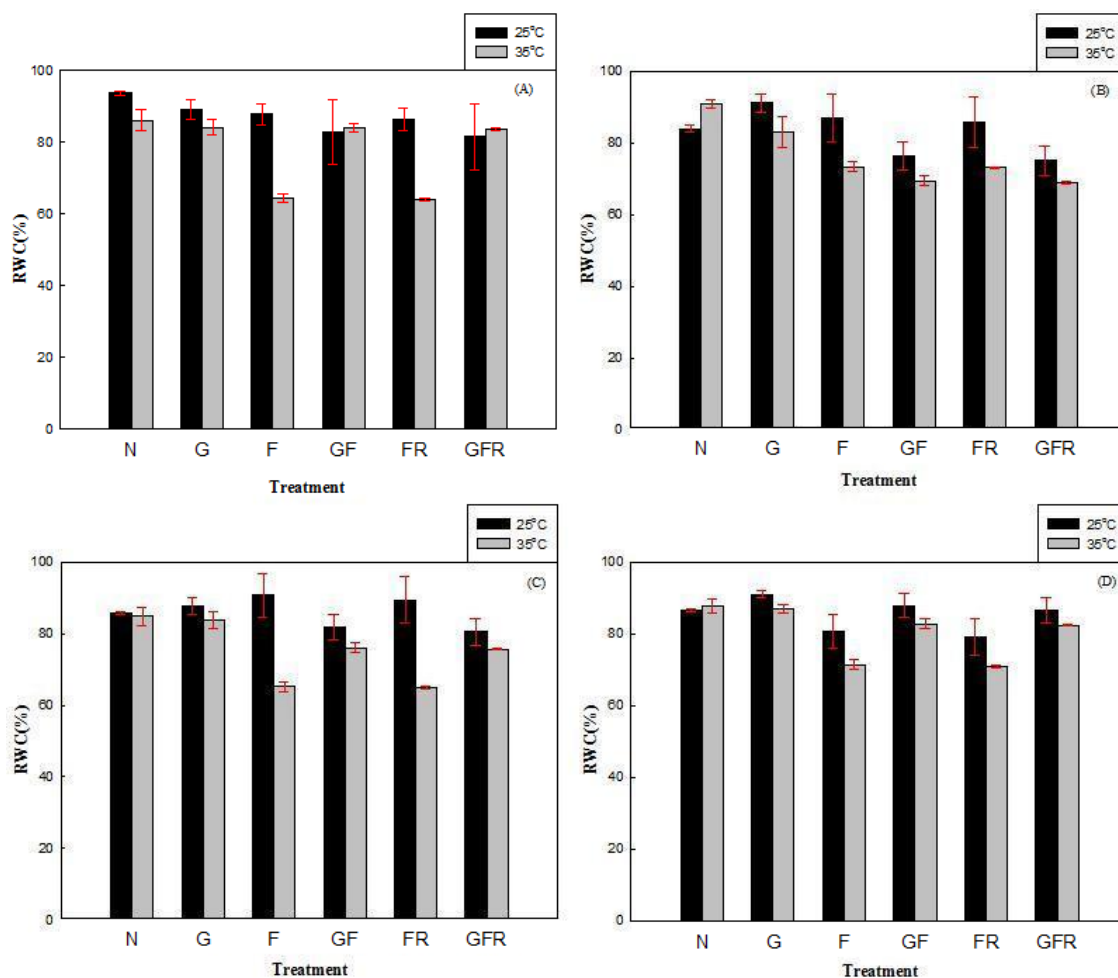 25°C
35°C
(A)
100
80
60
40
20
0
RWC(%)
N G F GF FR GFR
Treatment
25°C
35°C
(B)
100
80
60
40
20
0
RWC(%)
N G F GF FR GFR
Treatment
25°C
35°C
(C)
100
80
60
40
20
0
RWC(%)
N G F GF FR GFR
Treatment
25°C
35°C
(D)
100
80
60
40
20
0
RWC(%)
N G F GF FR GFR
Treatment